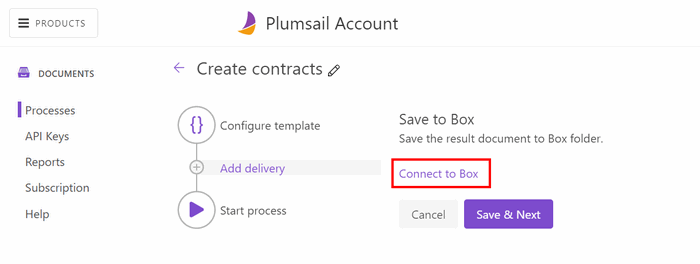 PRODUCTS
Plumsail Account
DOCUMENTS
Processes
API Keys
Reports
Subscription
Help
Create contracts
{}
Configure template
Add delivery
Start process
Save to Box
Save the result document to Box folder.
Connect to Box
Cancel
Save & Next